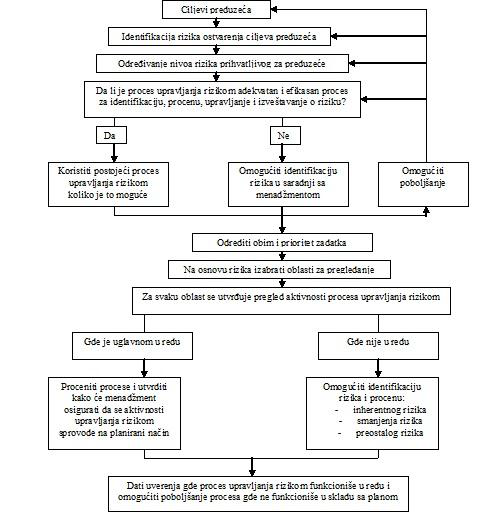 Ciljevi preduzeća
Identifikacija rizika ostvarenja ciljeva preduzeća
Određivanje nivoa rizika prihvatljivog za preduzeće
Da li je proces upravljanja rizikom adekvatan i efikasan proces
za identifikaciju, procenu, upravljanje i izveštavanje o riziku?
Da
Ne
Koristiti postojeći proces
upravljanja rizikom
koliko je to moguće
Omogućiti identifikaciju
rizika u saradnji sa
menadžmentom
Omogućiti
poboljšanje
Odrediti obim i prioritet zadatka
Na osnovu rizika izabrati oblasti za pregledanje
Za svaku oblast se utvrđuje pregled aktivnosti procesa upravljanja rizikom
Gde je uglavnom u redu
Gde nije u redu
Proceniti procese i utvrditi
kako će menadžment
osigurati da se aktivnosti
upravljanja rizikom
sprovode na planirani način
Omogućiti identifikaciju
rizika i procenu:
- inherentnog rizika
- smanjenja rizika
- preostalog rizika
Dati uverenja gde proces upravljanja rizikom funkcioniše u redu i
omogućiti poboljšanje procesa gde ne funkcioniše u skladu sa planom